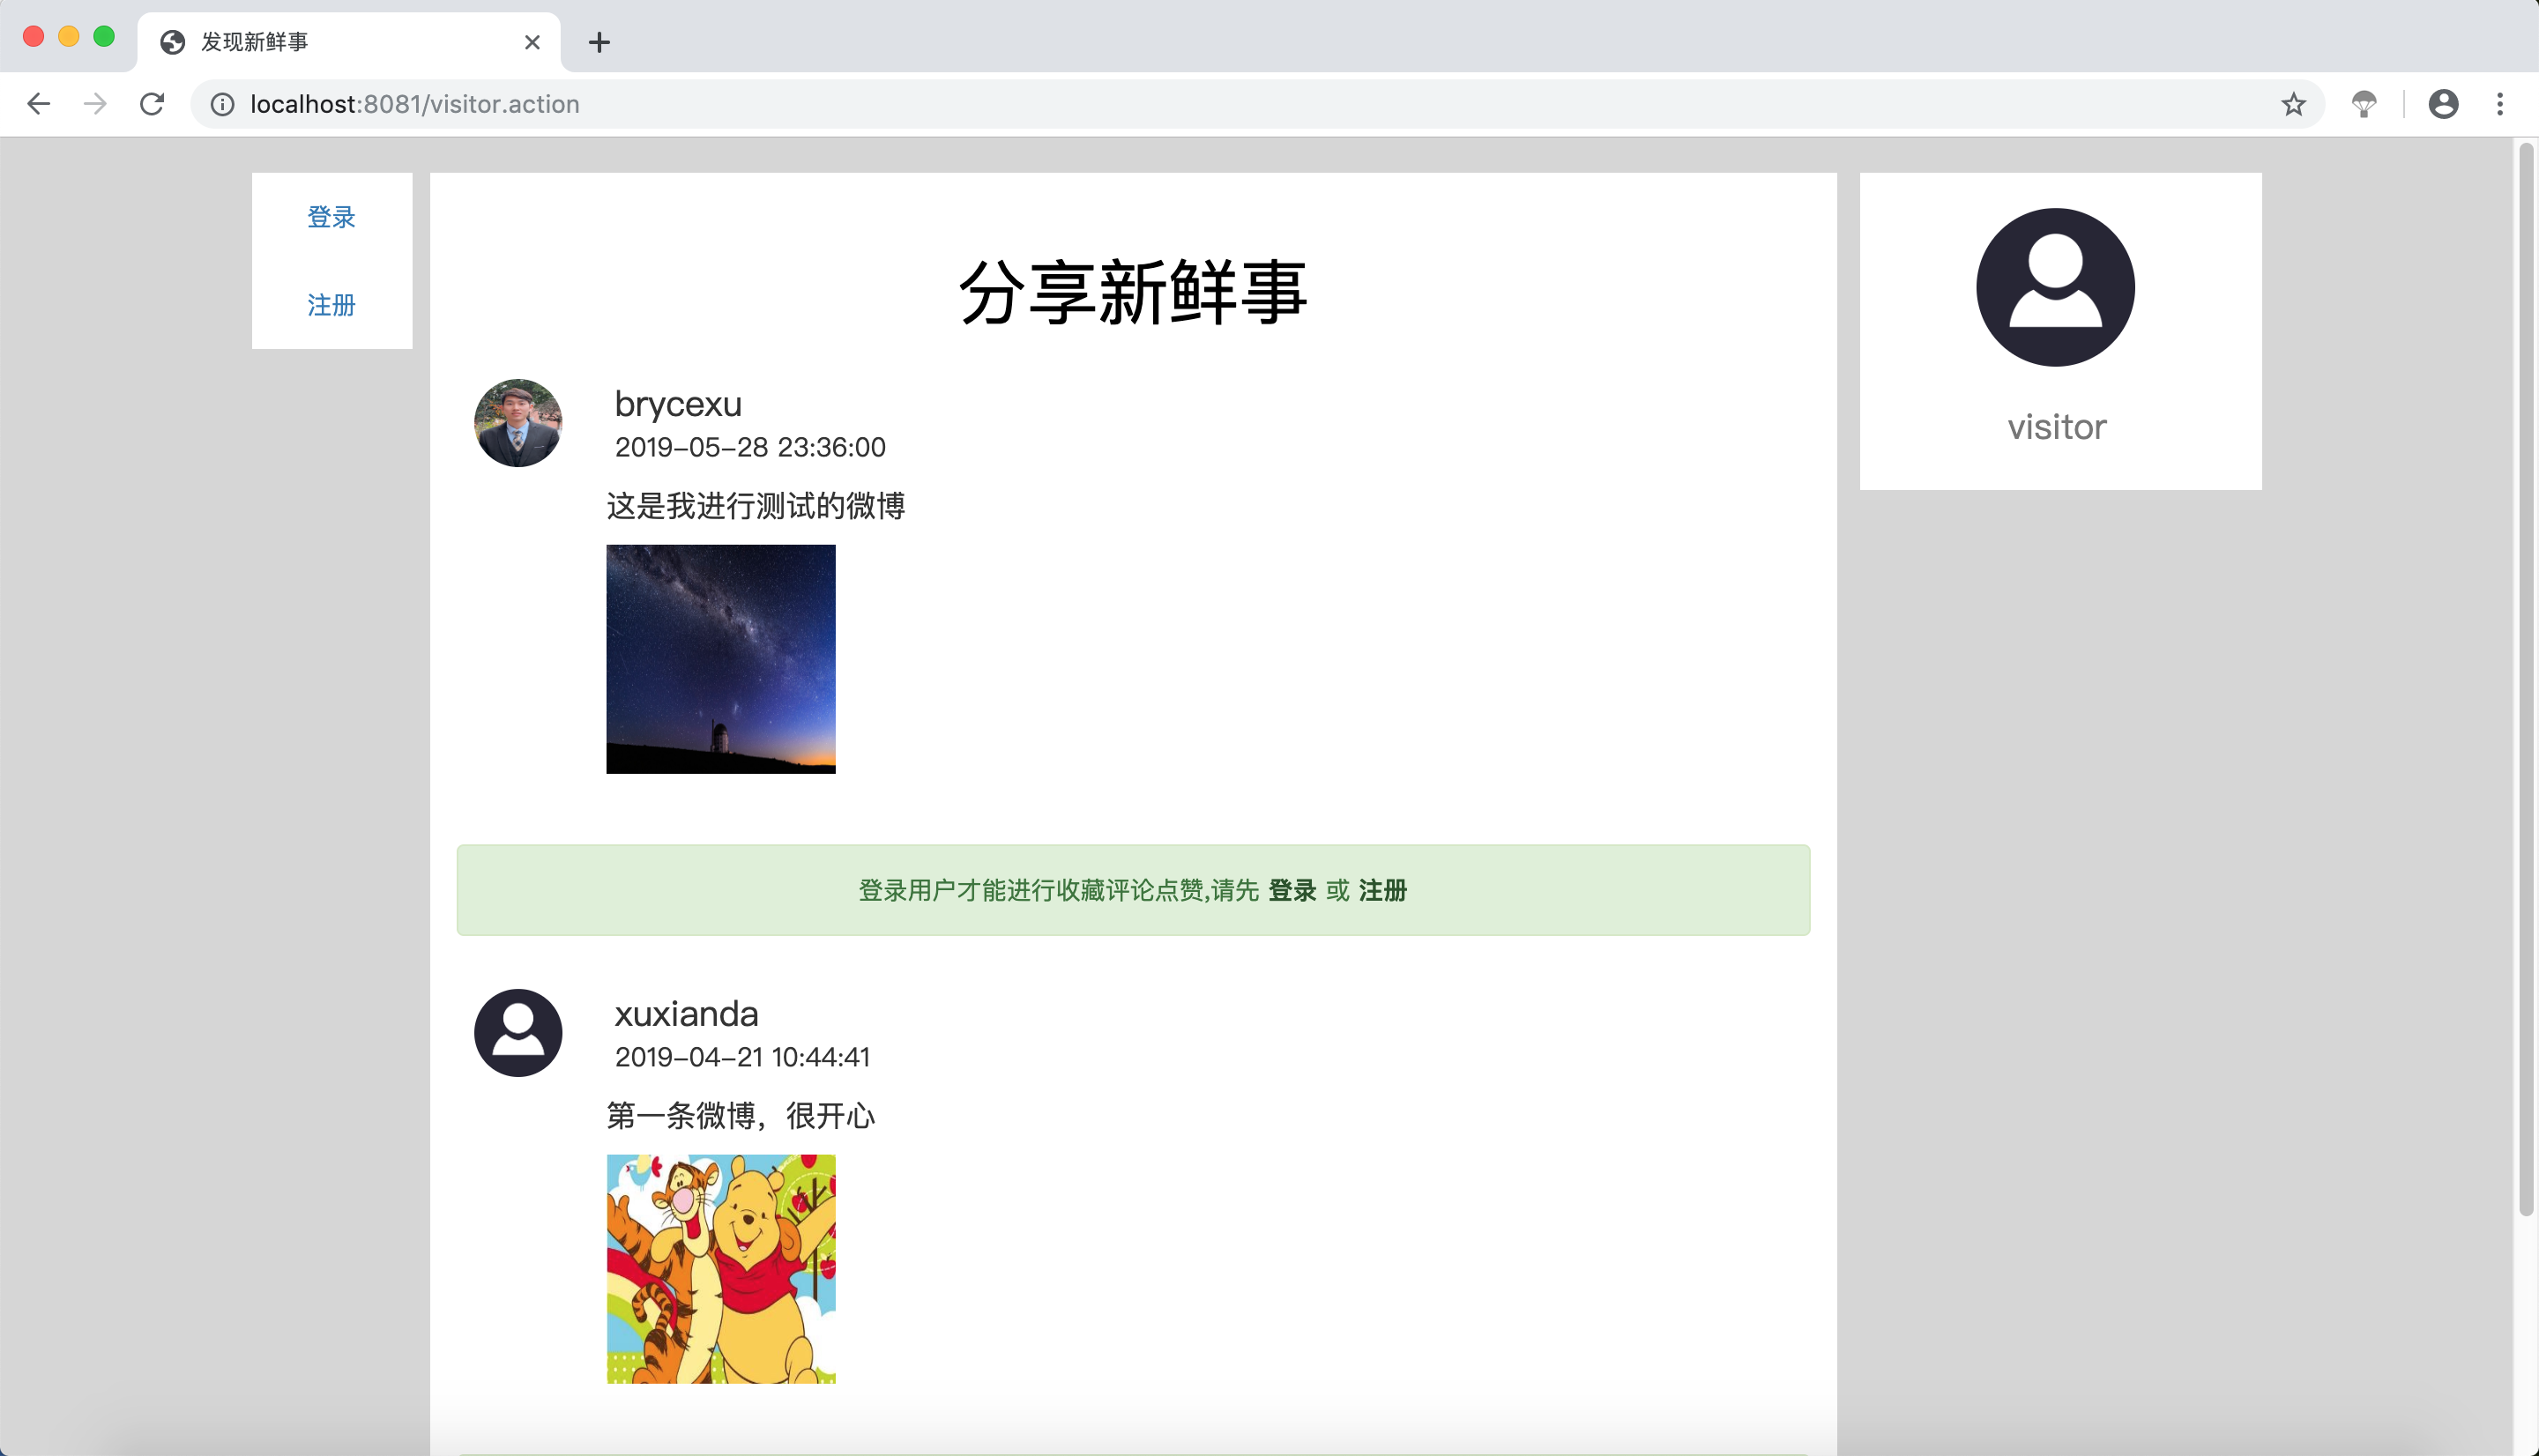 发现新鲜事
localhost:8081/visitor.action
登录
注册
分享新鲜事
brycexu
2019-05-28 23:36:00
这是我进行测试的微博
登录用户才能进行收藏评论点赞,请先 登录 或 注册
xuxianda
2019-04-21 10:44:41
第一条微博，很开心
visitor